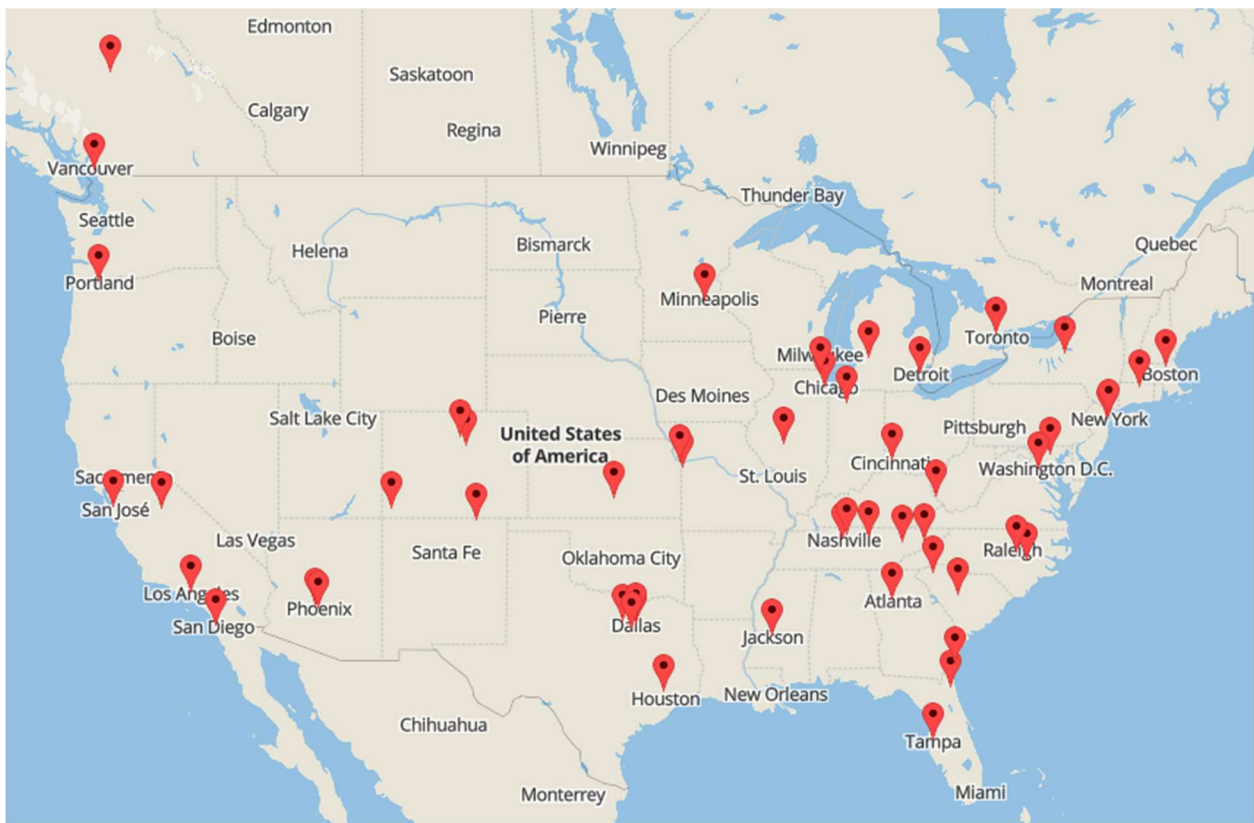 Edmonton
Saskatoon
Calgary
Regina
Winnipeg
Vancouver
Thunder Bay
Seattle
Quebec
Helena
Bismarck
Portland
Montreal
Minneapolis
Pierre
Toronto
Boise
Milwaukee
Detroit
Boston
Chicago
Des Moines
Salt Lake City
New York
United States
of America
Pittsburgh
Cincinnati
Washington D.C.
Sacramento
St. Louis
San José
Las Vegas
Nashville
Santa Fe
Oklahoma City
Raleigh
Los Angeles
Phoenix
Atlanta
San Diego
Dallas
Jackson
Houston
New Orleans
Chihuahua
Tampa
Monterrey
Miami